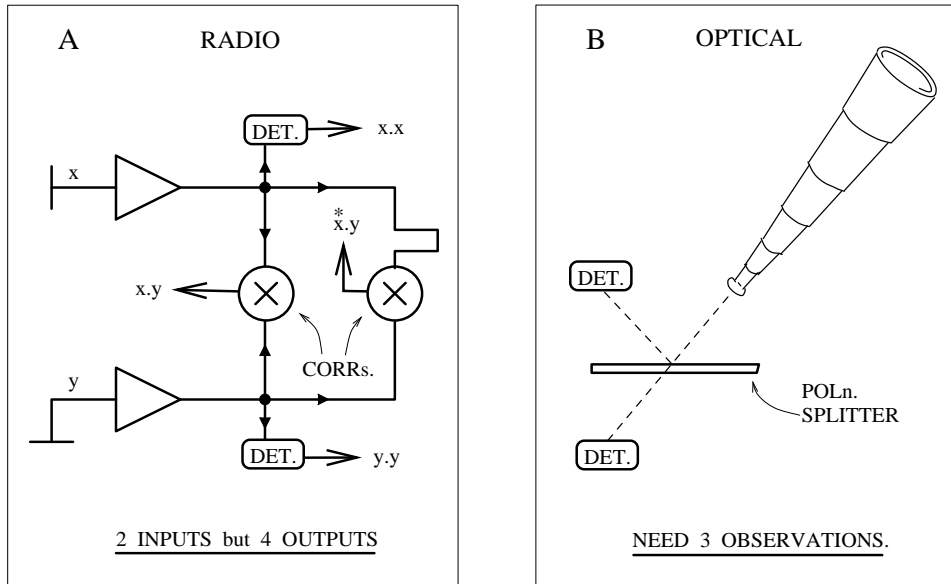 A
RADIO
DET.
x.x
x
*
x.y
x.y
CORRs.
y
DET.
y.y
2 INPUTS but 4 OUTPUTS
B
OPTICAL
DET.
POLn.
SPLITTER
DET.
NEED 3 OBSERVATIONS.